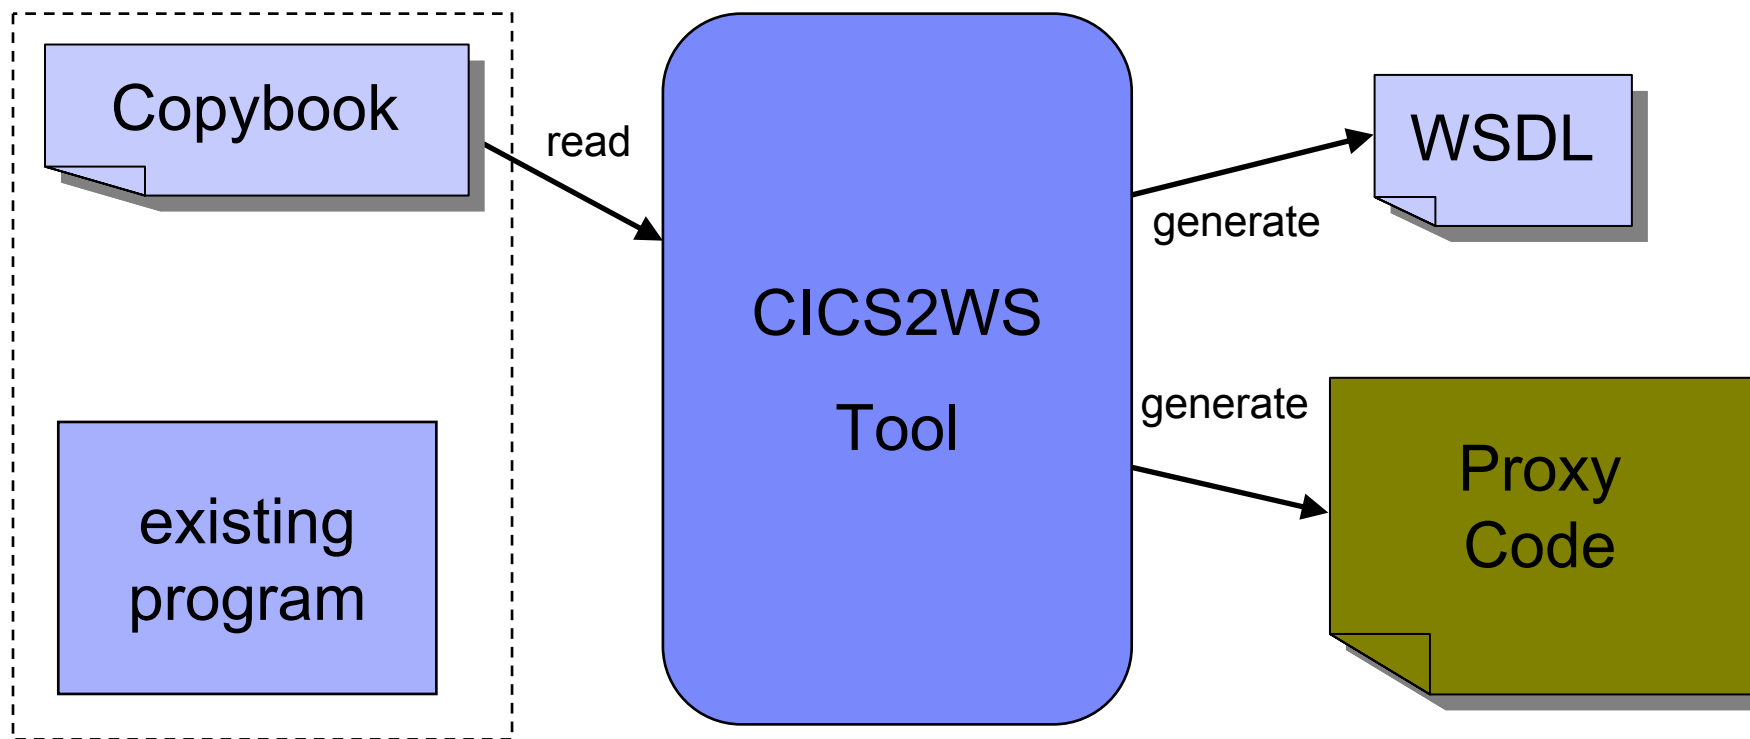 Copybook
read
existing
program
CICS2WS
Tool
generate
WSDL
generate
Proxy
Code